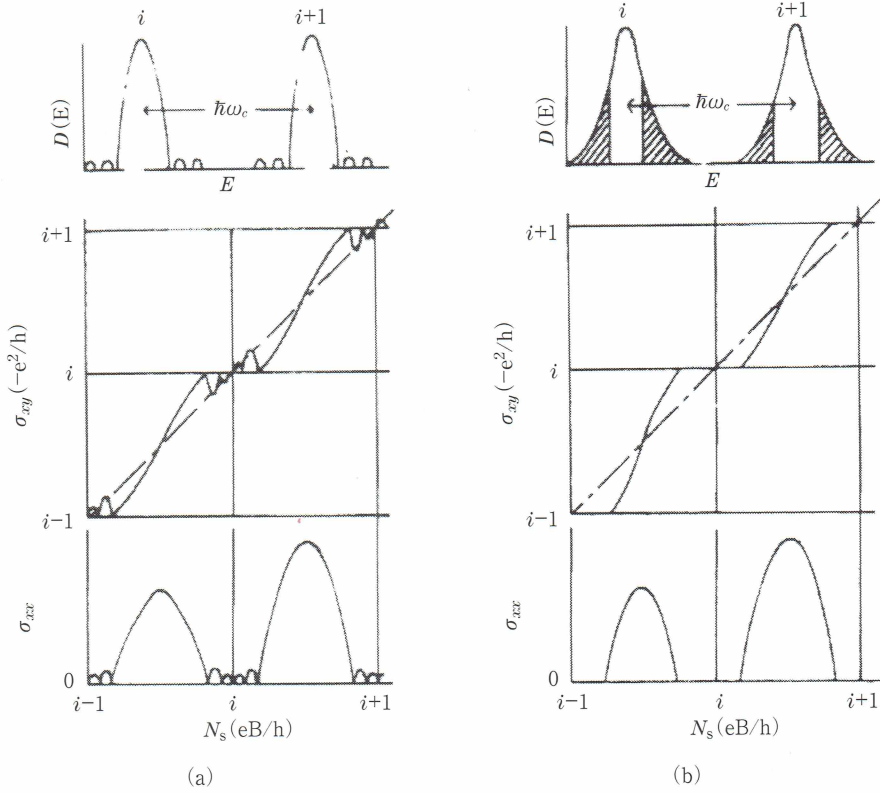 i
i+1
D(E)
ħω_c
E
i+1
i
i−1
σ_xy(−e²/h)
σ_xx
0
i−1
i
i+1
N_s(eB/h)
(a)
i
i+1
D(E)
ħω_c
E
i+1
i
i−1
σ_xy(−e²/h)
σ_xx
0
i−1
i
i+1
N_s(eB/h)
(b)